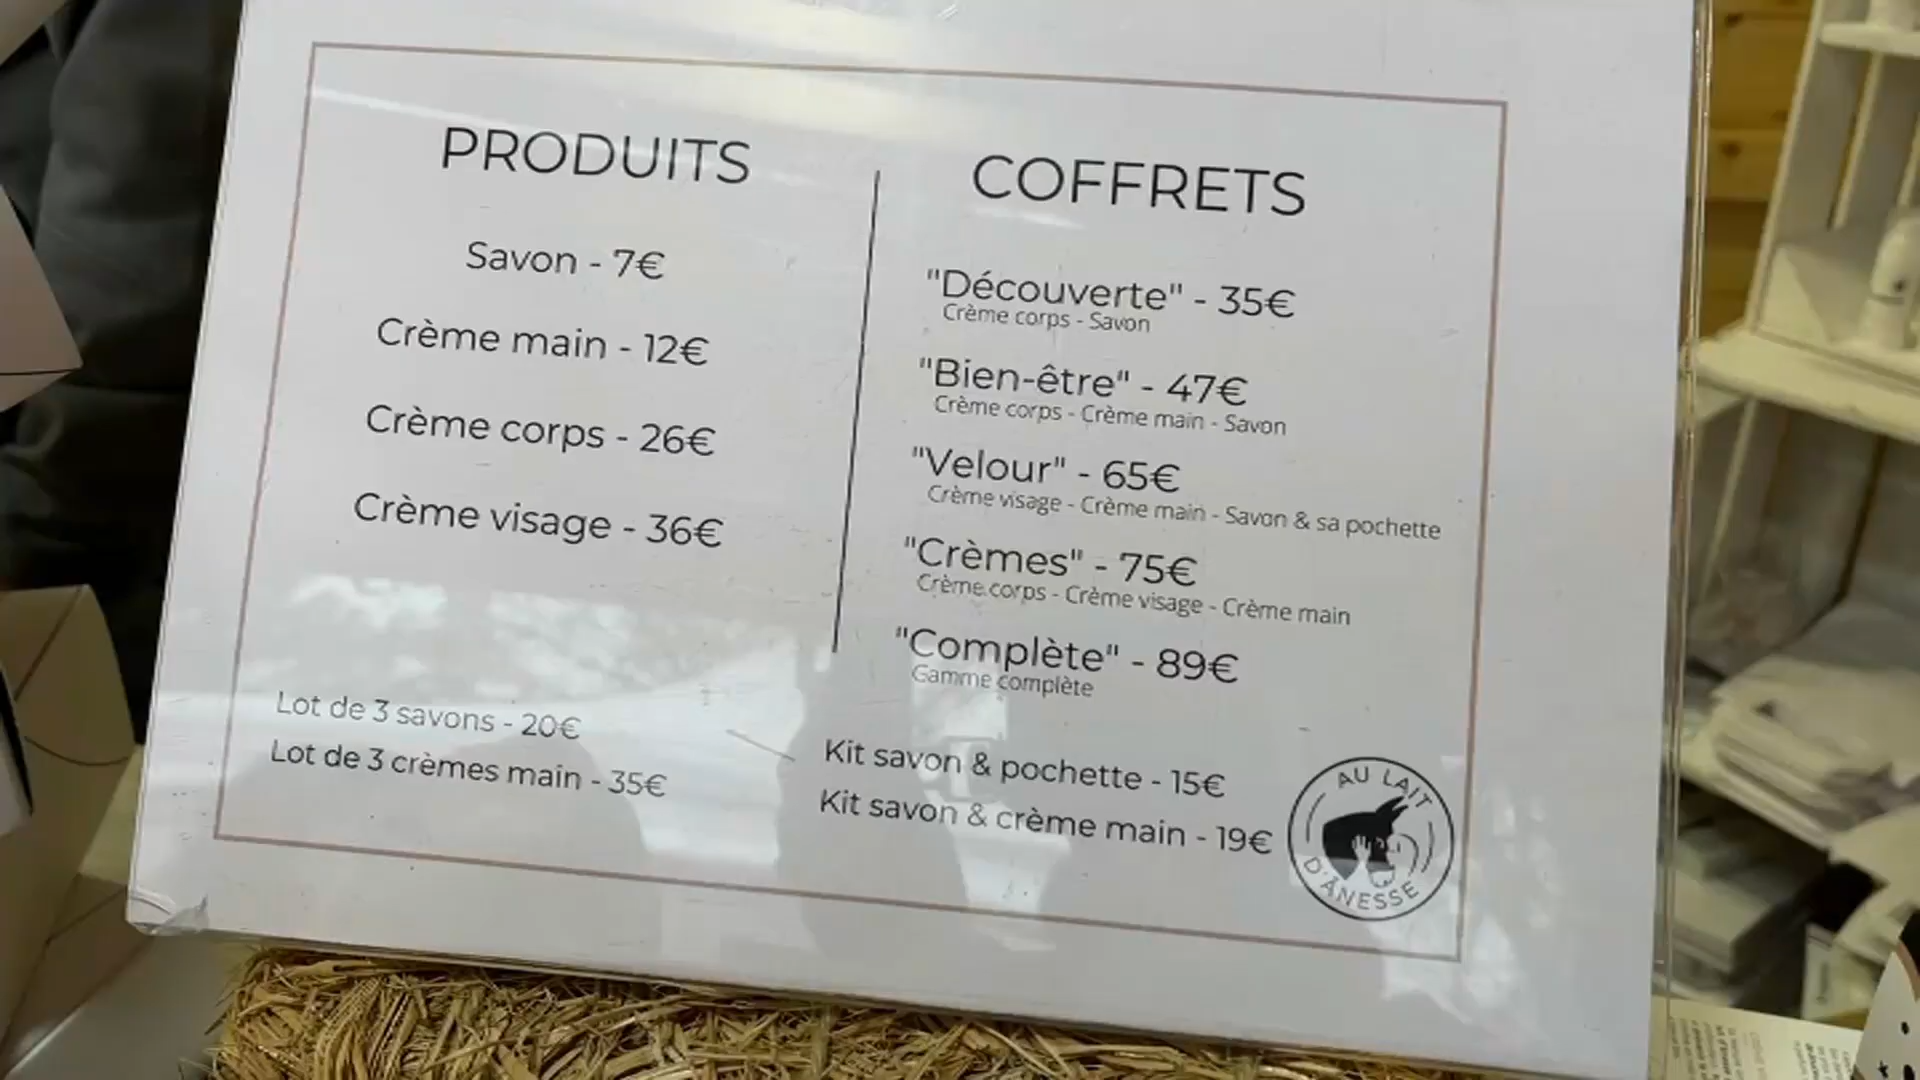 PRODUITS
Savon - 7€
Crème main - 12€
Crème corps - 26€
Crème visage - 36€
Lot de 3 savons - 20€
Lot de 3 crèmes main - 35€
COFFRETS
"Découverte" - 35€
Crème corps - Savon
"Bien-être" - 47€
Crème corps - Crème main - Savon
"Velour" - 65€
Crème visage - Crème main - Savon & sa pochette
"Crèmes" - 75€
Crème corps - Crème visage - Crème main
"Complète" - 89€
Gamme complète
Kit savon & pochette - 15€
Kit savon & crème main - 19€
AU LAIT
D'ÂNESSE